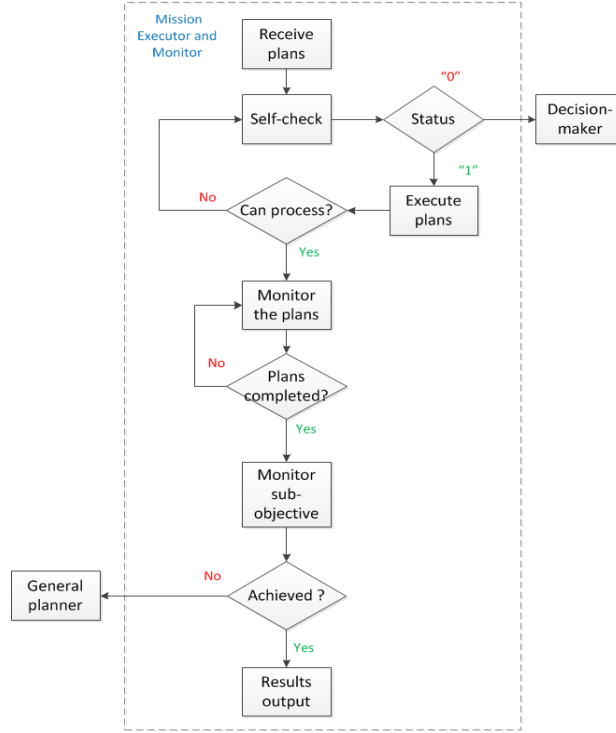 Mission
Executor and
Monitor
Receive
plans
"0"
Self-check
Status
Decision-
maker
"1"
Execute
plans
No
Can process?
Yes
Monitor
the plans
No
Plans
completed?
Yes
Monitor
sub-
objective
No
General
planner
Achieved ?
Yes
Results
output